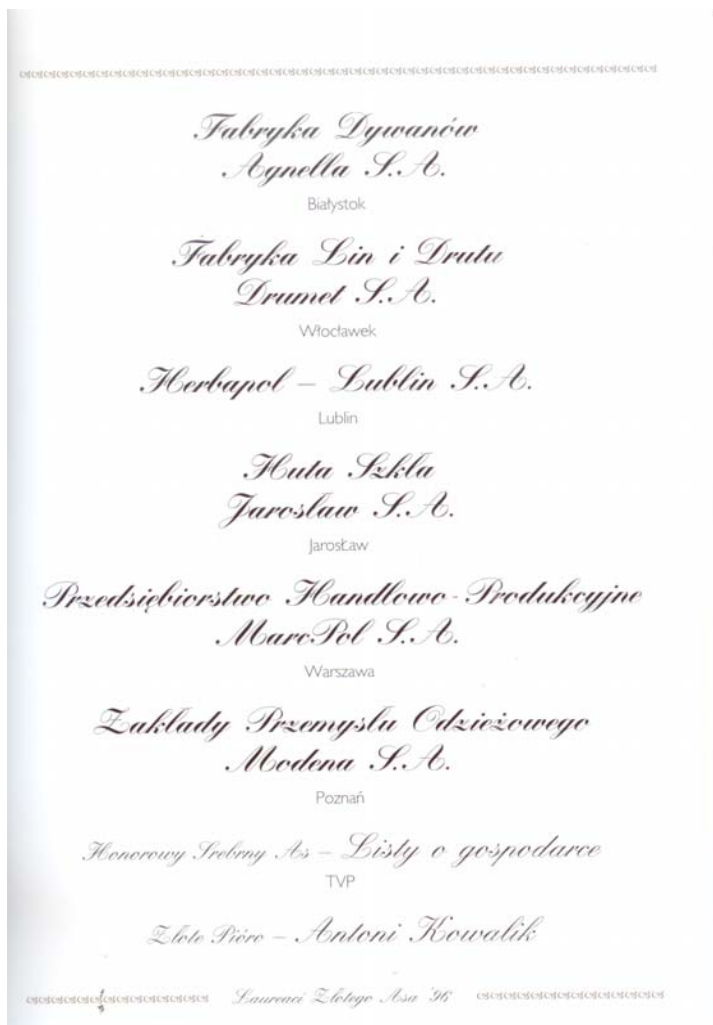 Fabryka Dywanów
Agnella S.A.
Białystok
Fabryka Lin i Drutu
Drumet S.A.
Włocławek
Herbapol – Lublin S.A.
Lublin
Huta Szkła
Jarosław S.A.
Jarosław
Przedsiębiorstwo Handlowo-Produkcyjne
MarcPol S.A.
Warszawa
Zakłady Przemysłu Odzieżowego
Modena S.A.
Poznań
Honorowy Srebrny As – Listy o gospodarce
TVP
Złote Pióro – Antoni Kowalik
Laureaci Złotego Asa '96